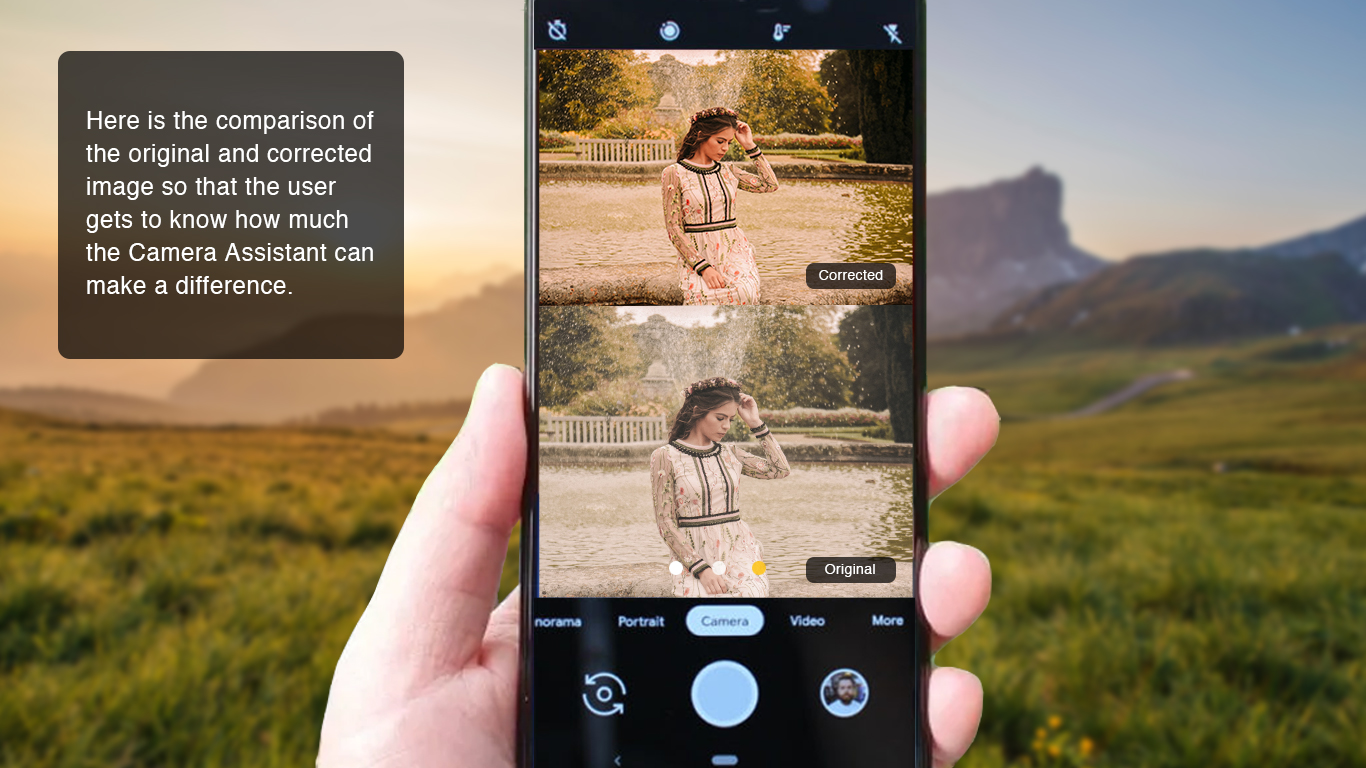 Here is the comparison of
the original and corrected
image so that the user
gets to know how much
the Camera Assistant can
make a difference.
Corrected
Original
norama Portrait Camera Video More